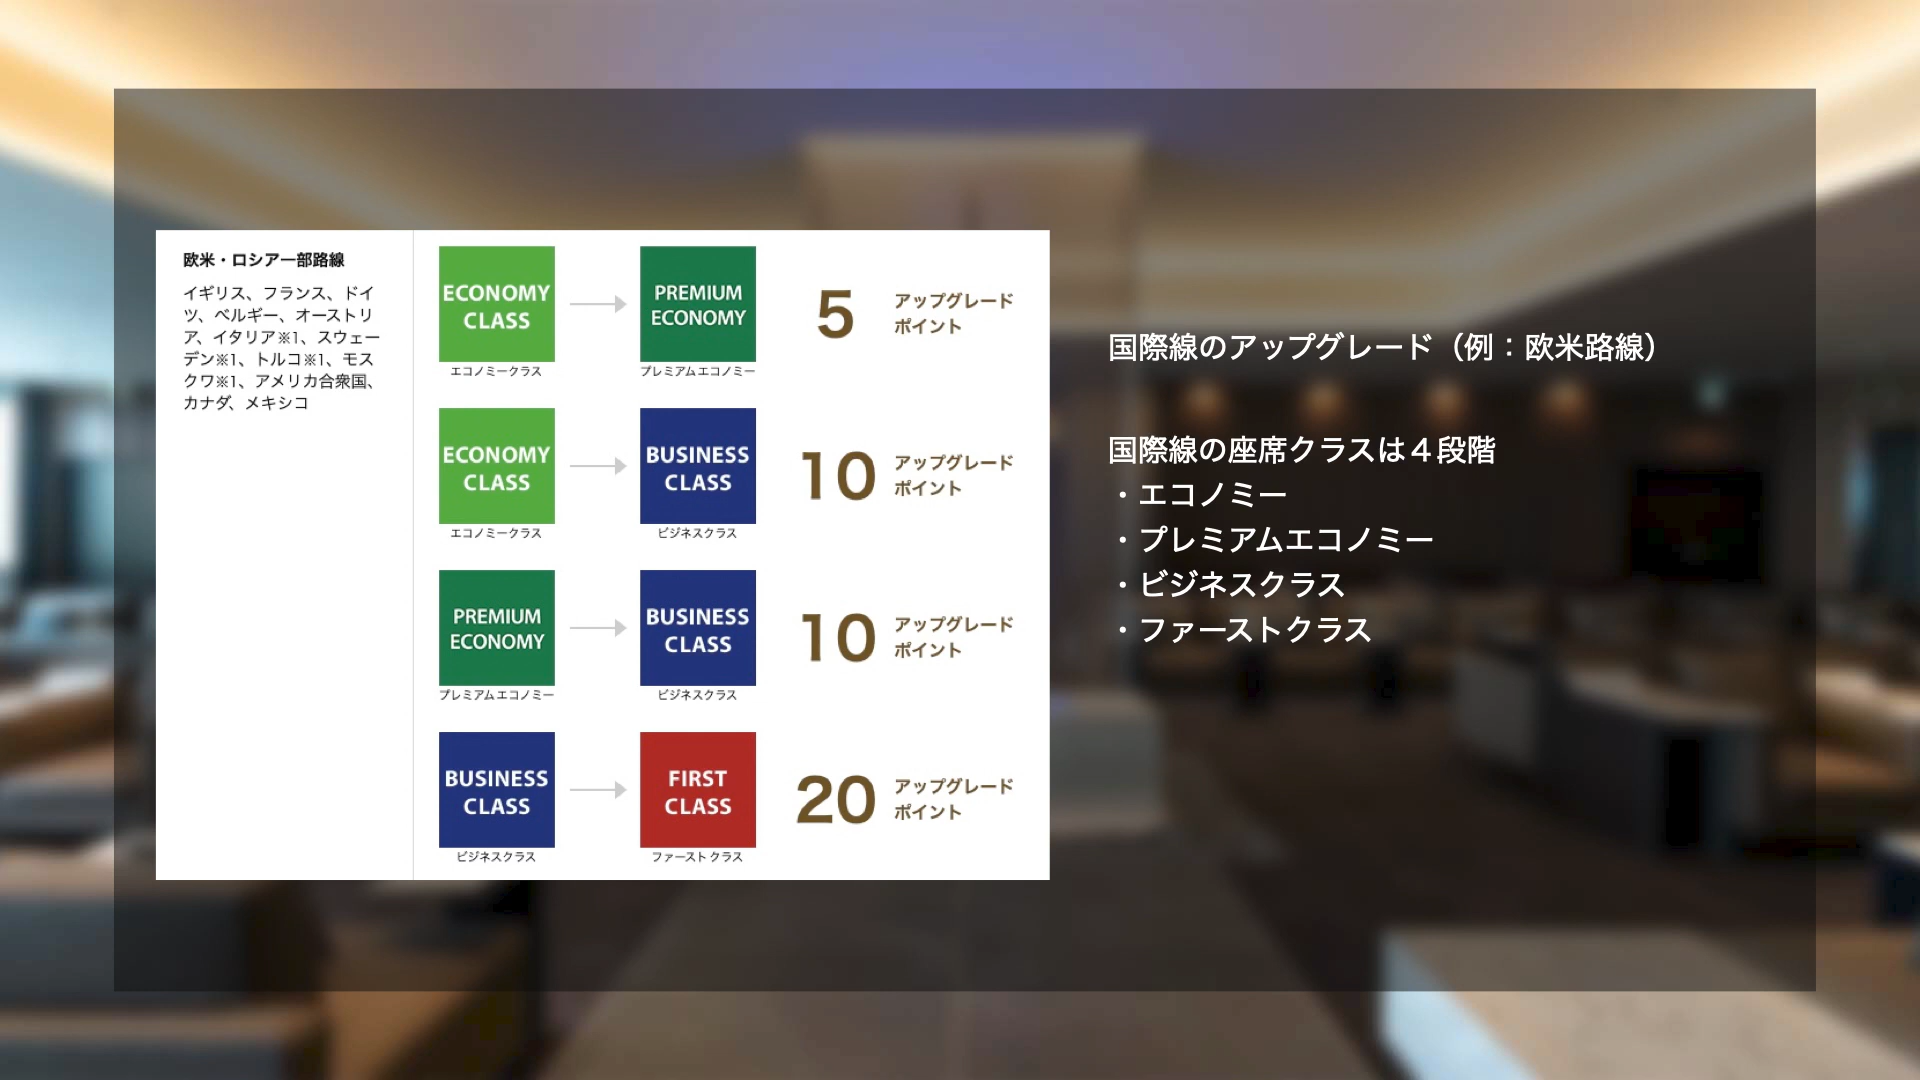 欧米・ロシア一部路線
イギリス、フランス、ドイ
ツ、ベルギー、オーストリ
ア、イタリア※1、スウェー
デン※1、トルコ※1、モス
クワ※1、アメリカ合衆国、
カナダ、メキシコ
ECONOMY
CLASS
エコノミークラス
PREMIUM
ECONOMY
プレミアムエコノミー
5
アップグレード
ポイント
ECONOMY
CLASS
エコノミークラス
BUSINESS
CLASS
ビジネスクラス
10
アップグレード
ポイント
PREMIUM
ECONOMY
プレミアムエコノミー
BUSINESS
CLASS
ビジネスクラス
10
アップグレード
ポイント
BUSINESS
CLASS
ビジネスクラス
FIRST
CLASS
ファーストクラス
20
アップグレード
ポイント
国際線のアップグレード（例：欧米路線）
国際線の座席クラスは４段階
・エコノミー
・プレミアムエコノミー
・ビジネスクラス
・ファーストクラス